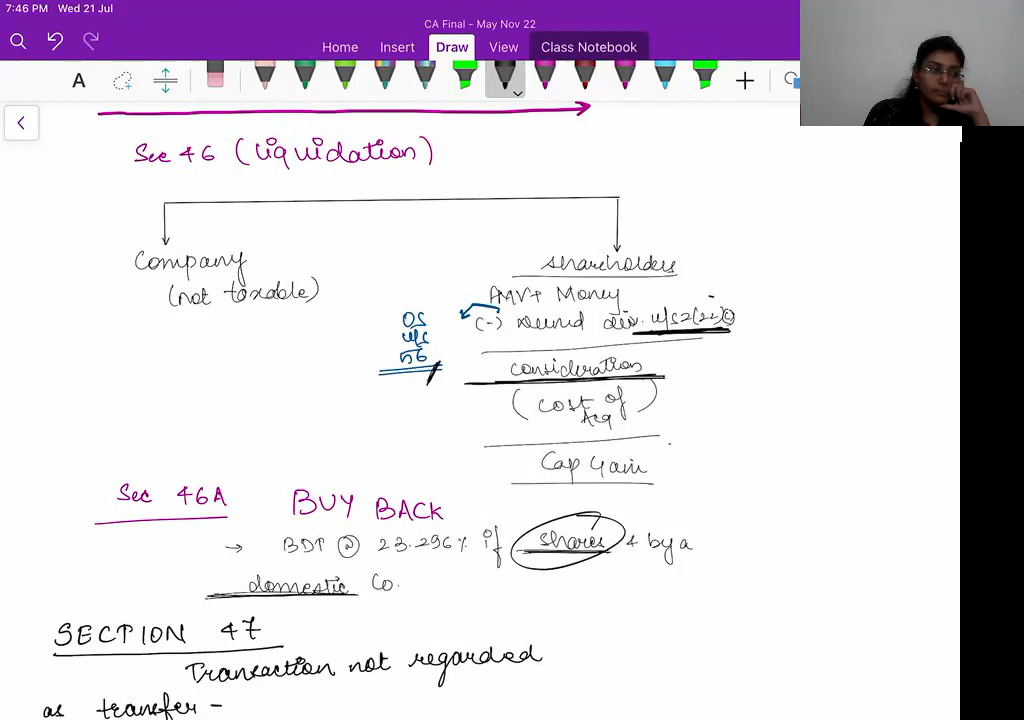 7:46 PM Wed 21 Jul
CA Final - May Nov 22
Home Insert Draw View Class Notebook
A
Sec 46 (Liquidation)
Company
(not taxable)
Shareholders
FMV + Money
(-) deemed div. u/s 2(22)(c)
OS
u/s
56
consideration
(Cost of
Acq)
Cap Gain
Sec 46A BUY BACK
→ BDT @ 23.296% if shares + by a
domestic Co.
SECTION 47
Transaction not regarded
as transfer -